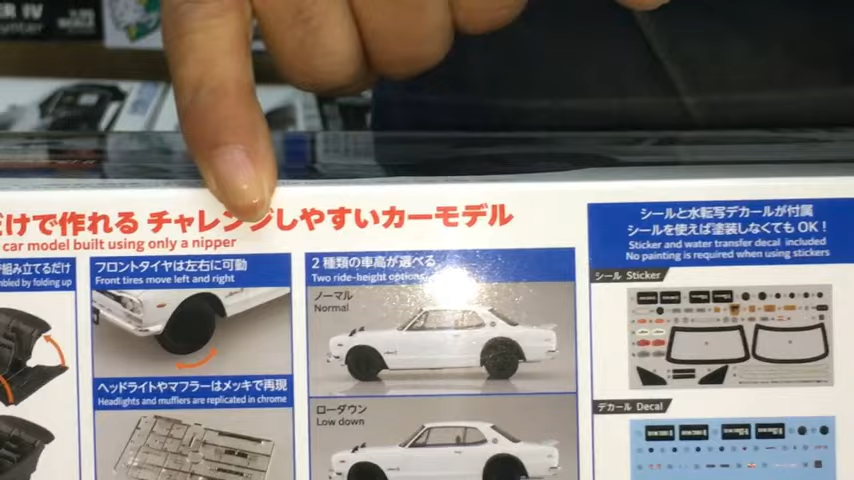 だけで作れる チャレンジしやすいカーモデル
car model built using only a nipper
組み立てるだけ
by folding up
フロントタイヤは左右に可動
Front tires move left and right
ヘッドライトやマフラーはメッキで再現
Headlights and mufflers are replicated in chrome
2種類の車高が選べる
Two ride-height options
ノーマル
Normal
ローダウン
Low down
シールと水転写デカールが付属
シールを使えば塗装しなくてもOK!
Sticker and water transfer decal included
No painting is required when using stickers
シール Sticker
デカール Decal